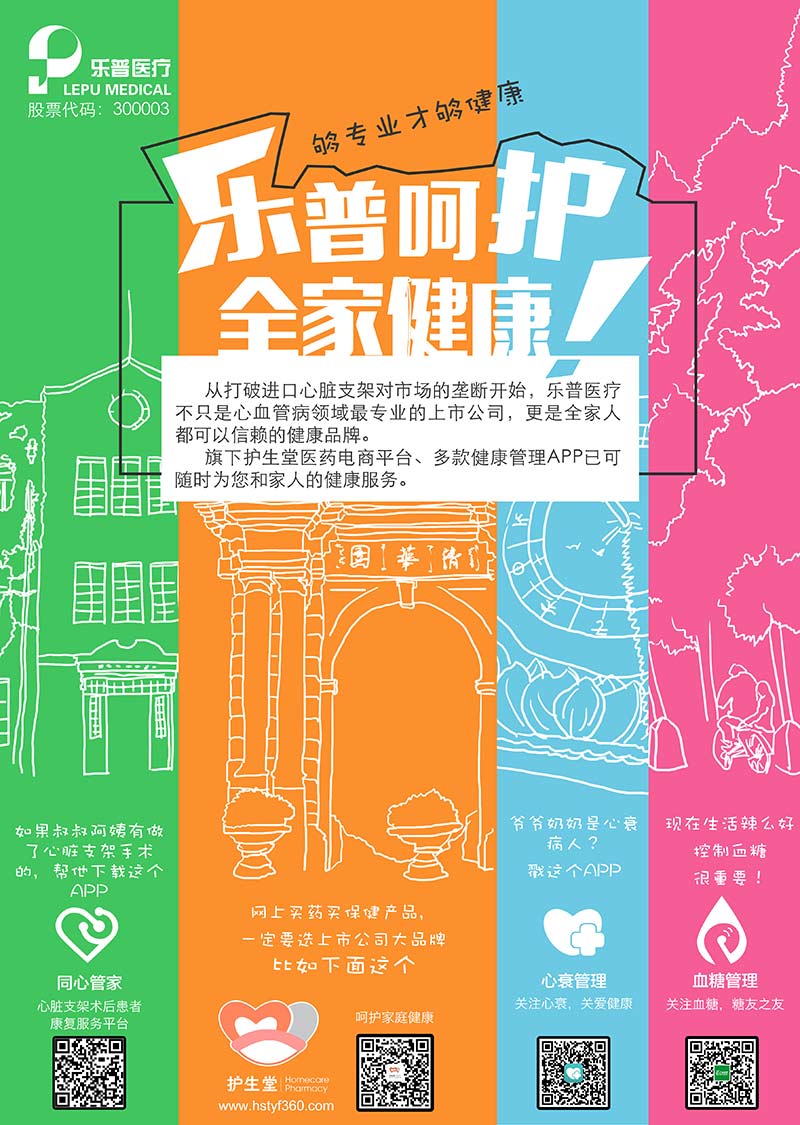 乐普医疗
LEPU MEDICAL
股票代码：300003
够专业才够健康
乐普呵护
全家健康！
从打破进口心脏支架对市场的垄断开始，乐普医疗
不只是心血管病领域最专业的上市公司，更是全家人
都可以信赖的健康品牌。
旗下护生堂医药电商平台、多款健康管理APP已可
随时为您和家人的健康服务。
園華清
如果叔叔阿姨有做
了心脏支架手术
的，帮他下载这个
APP
同心管家
心脏支架术后患者
康复服务平台
网上买药买保健产品，
一定要选上市公司大品牌
比如下面这个
护生堂
Homecare
Pharmacy
www.hstyf360.com
呵护家庭健康
爷爷奶奶是心衰
病人？
戳这个APP
心衰管理
关注心衰，关爱健康
现在生活辣么好
控制血糖
很重要！
血糖管理
关注血糖，糖友之友